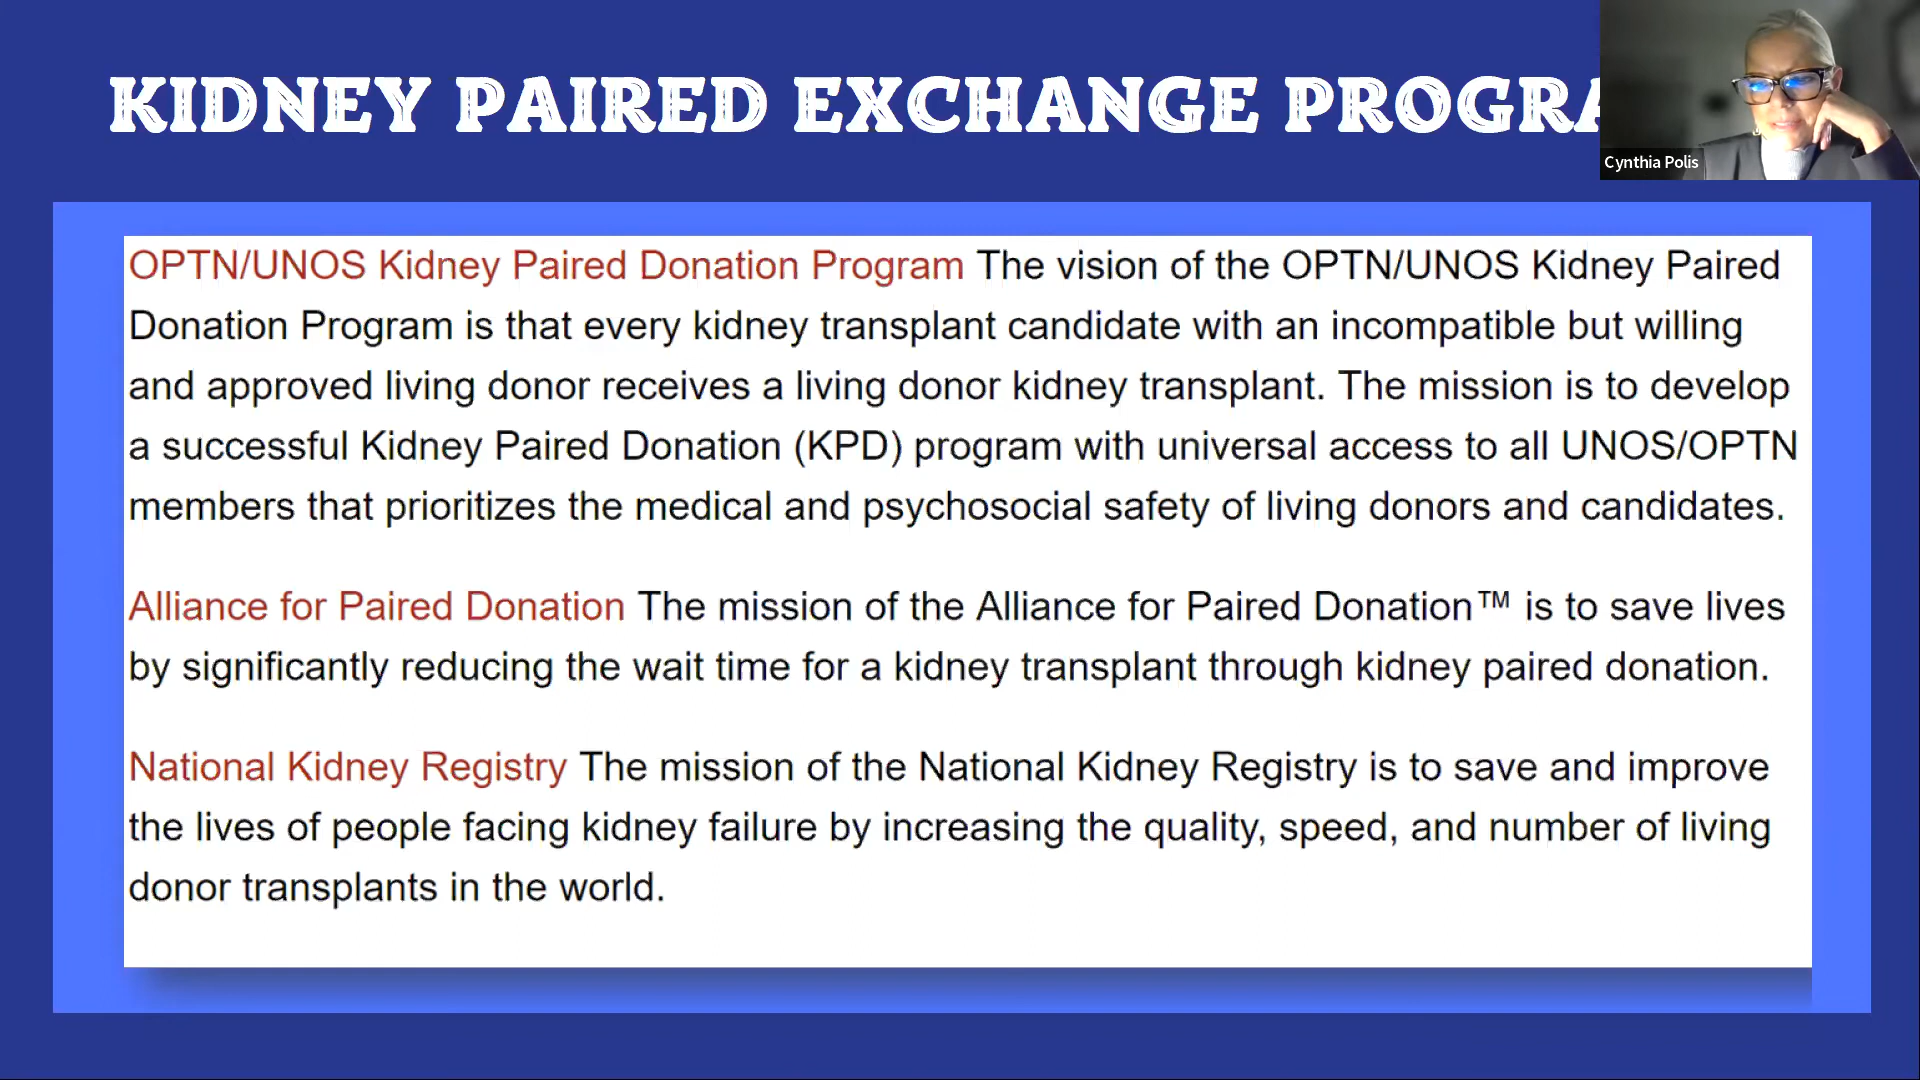 KIDNEY PAIRED EXCHANGE PROGRA
Cynthia Polis
OPTN/UNOS Kidney Paired Donation Program The vision of the OPTN/UNOS Kidney Paired
Donation Program is that every kidney transplant candidate with an incompatible but willing
and approved living donor receives a living donor kidney transplant. The mission is to develop
a successful Kidney Paired Donation (KPD) program with universal access to all UNOS/OPTN
members that prioritizes the medical and psychosocial safety of living donors and candidates.
Alliance for Paired Donation The mission of the Alliance for Paired Donation™ is to save lives
by significantly reducing the wait time for a kidney transplant through kidney paired donation.
National Kidney Registry The mission of the National Kidney Registry is to save and improve
the lives of people facing kidney failure by increasing the quality, speed, and number of living
donor transplants in the world.